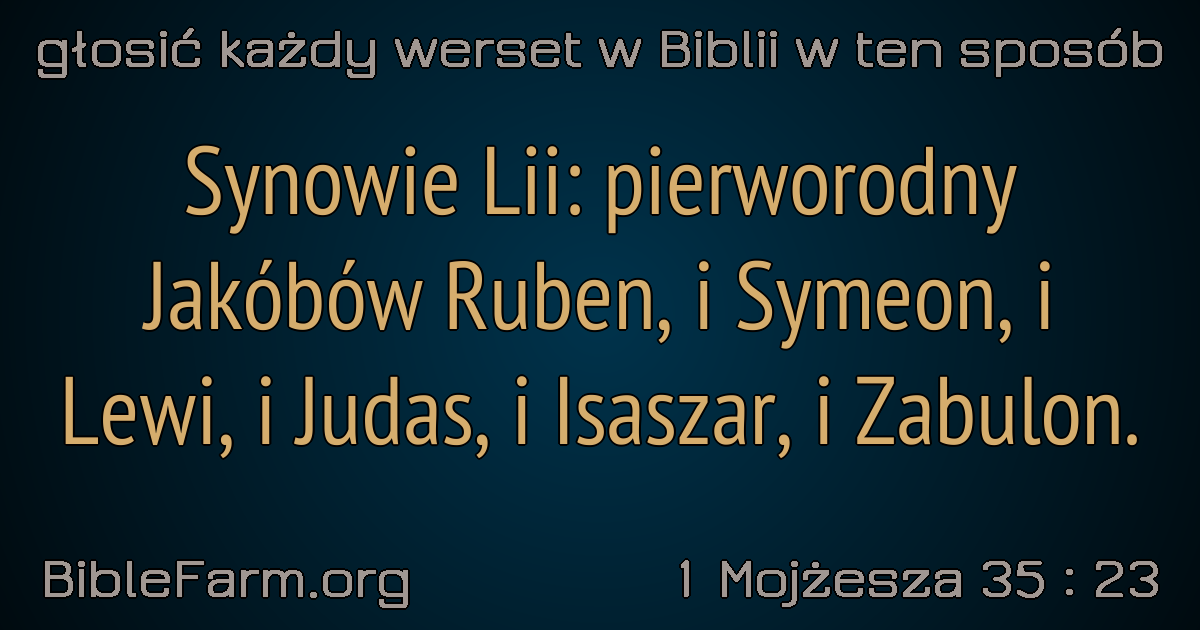 głosić każdy werset w Biblii w ten sposób
Synowie Lii: pierworodny
Jakóbów Ruben, i Symeon, i
Lewi, i Judas, i Isaszar, i Zabulon.
BibleFarm.org
1 Mojżesza 35 : 23